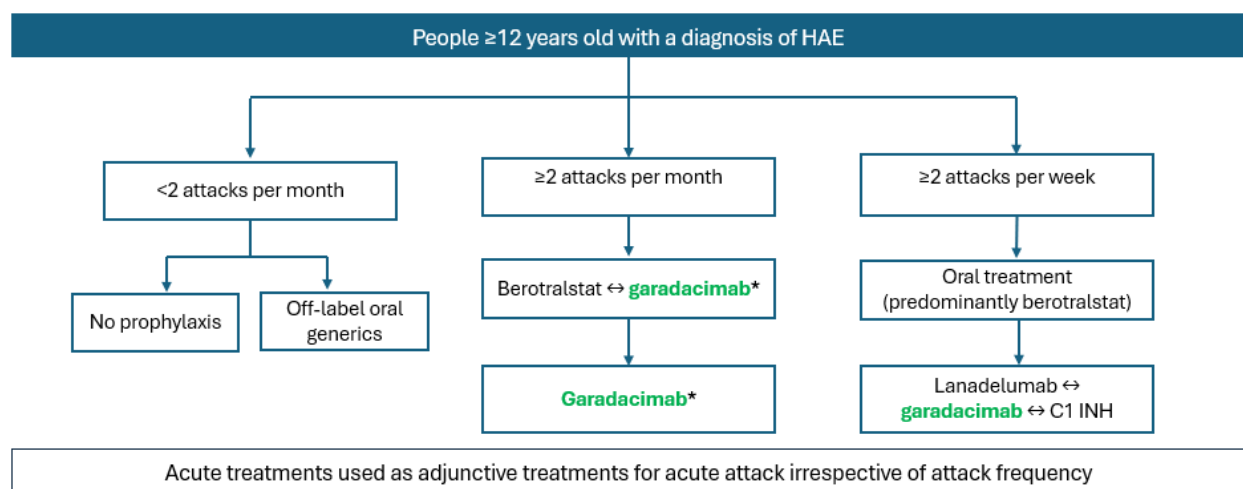 People ≥12 years old with a diagnosis of HAE
<2 attacks per month
≥2 attacks per month
≥2 attacks per week
No prophylaxis
Off-label oral
generics
Berotralstat ↔ garadacimab*
Oral treatment
(predominantly berotralstat)
Garadacimab*
Lanadelumab ↔
garadacimab ↔ C1 INH
Acute treatments used as adjunctive treatments for acute attack irrespective of attack frequency